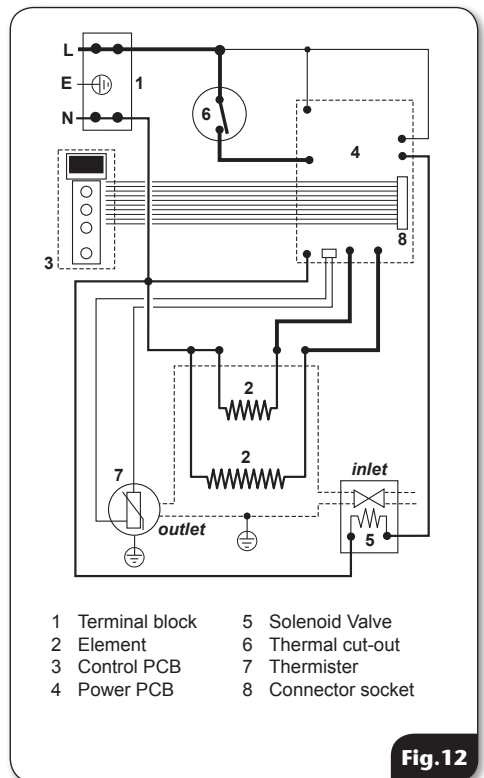 L
E
1
N
6
4
3
8
2
2
7
outlet
inlet
5
1 Terminal block
2 Element
3 Control PCB
4 Power PCB
5 Solenoid Valve
6 Thermal cut-out
7 Thermister
8 Connector socket
Fig.12